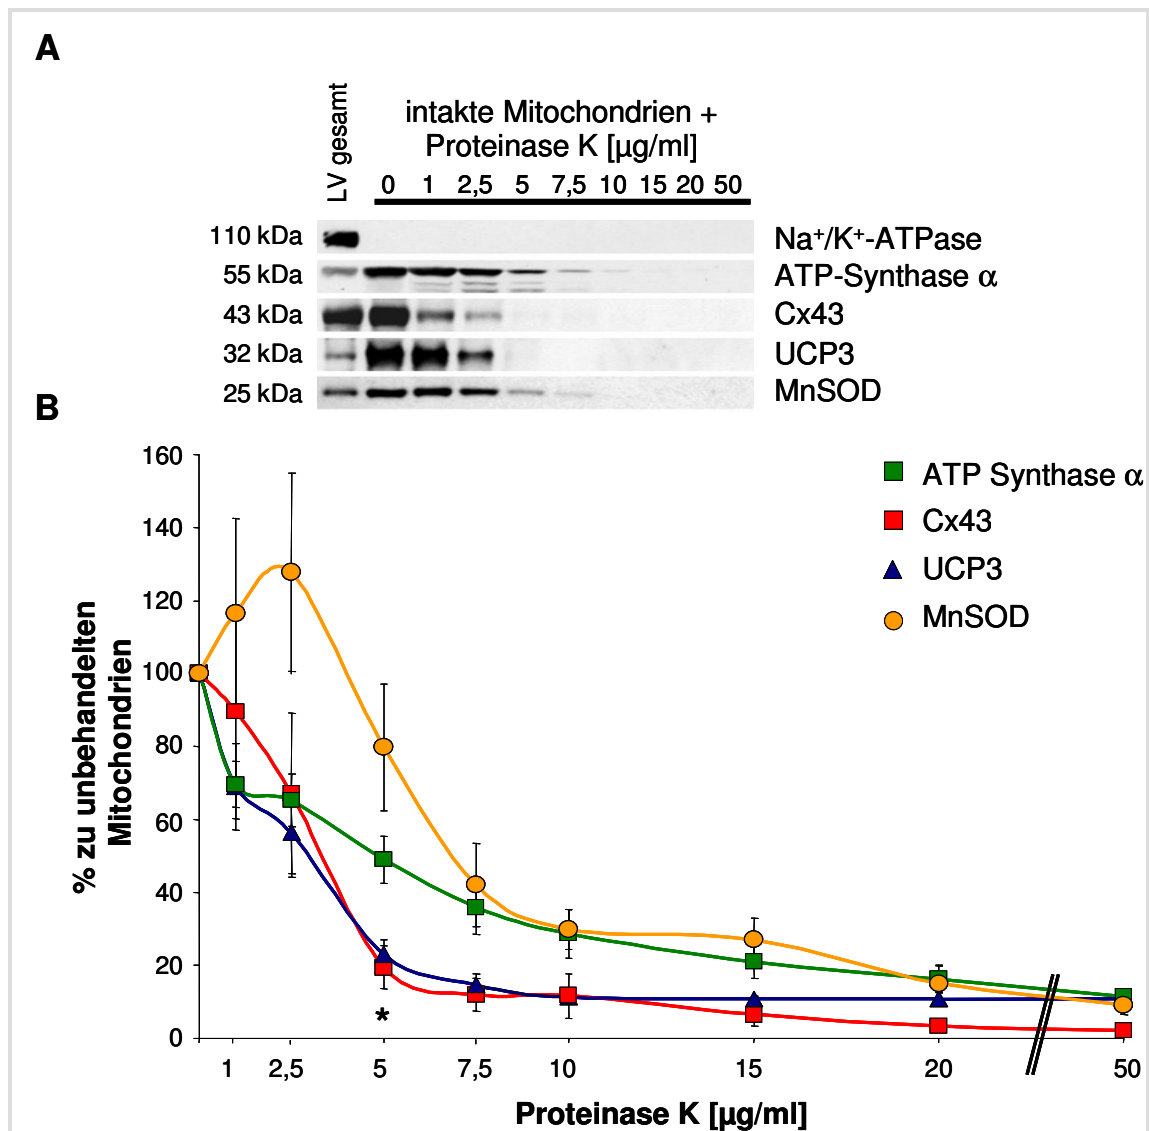 A
LV gesamt
intakte Mitochondrien +
Proteinase K [µg/ml]
0 1 2,5 5 7,5 10 15 20 50
110 kDa Na⁺/K⁺-ATPase
55 kDa ATP-Synthase α
43 kDa Cx43
32 kDa UCP3
25 kDa MnSOD
B
160
140
120
100
80
60
40
20
0
% zu unbehandelten
Mitochondrien
ATP Synthase α
Cx43
UCP3
MnSOD
*
1 2,5 5 7,5 10 15 20 50
Proteinase K [µg/ml]